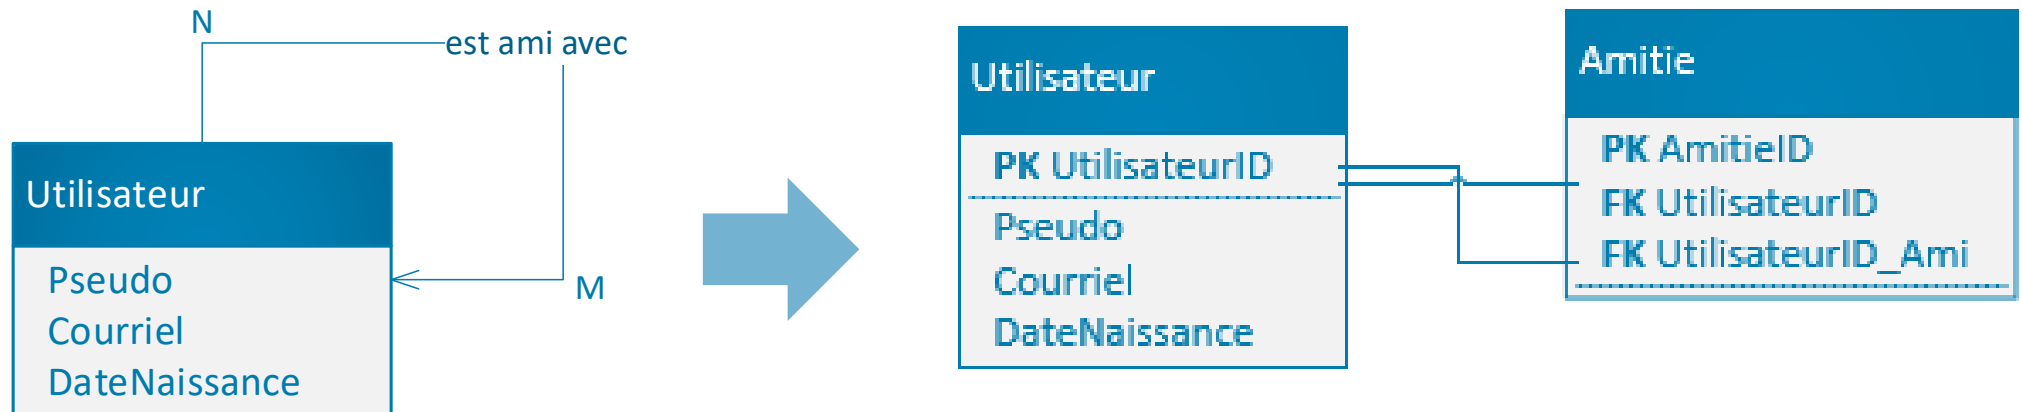 N
est ami avec
Utilisateur
Pseudo
Courriel
DateNaissance
M
Utilisateur
PK UtilisateurID
Pseudo
Courriel
DateNaissance
Amitie
PK AmitieID
FK UtilisateurID
FK UtilisateurID_Ami